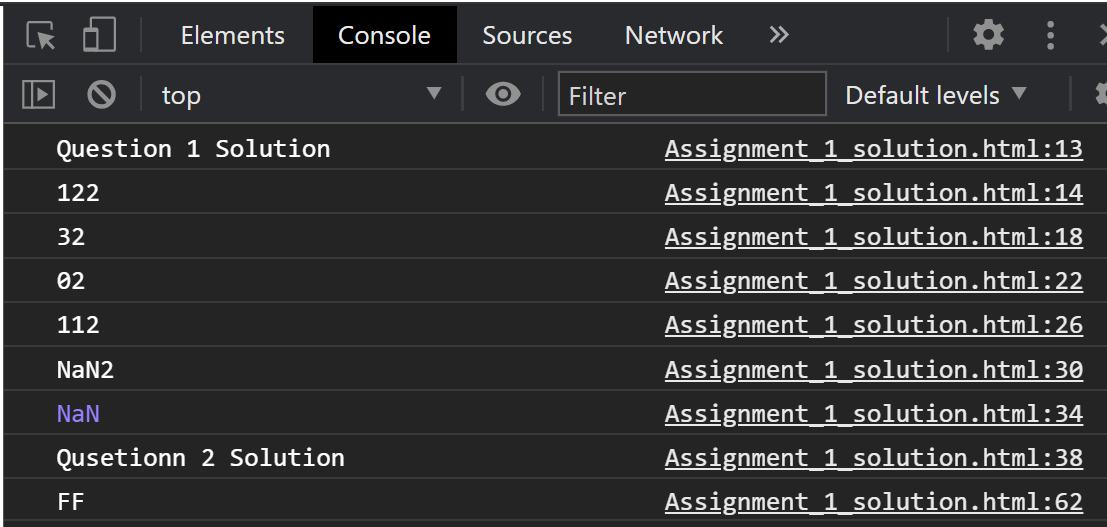 Elements Console Sources Network »
top Filter Default levels
Question 1 Solution Assignment_1_solution.html:13
122 Assignment_1_solution.html:14
32 Assignment_1_solution.html:18
02 Assignment_1_solution.html:22
112 Assignment_1_solution.html:26
NaN2 Assignment_1_solution.html:30
NaN Assignment_1_solution.html:34
Qusetionn 2 Solution Assignment_1_solution.html:38
FF Assignment_1_solution.html:62